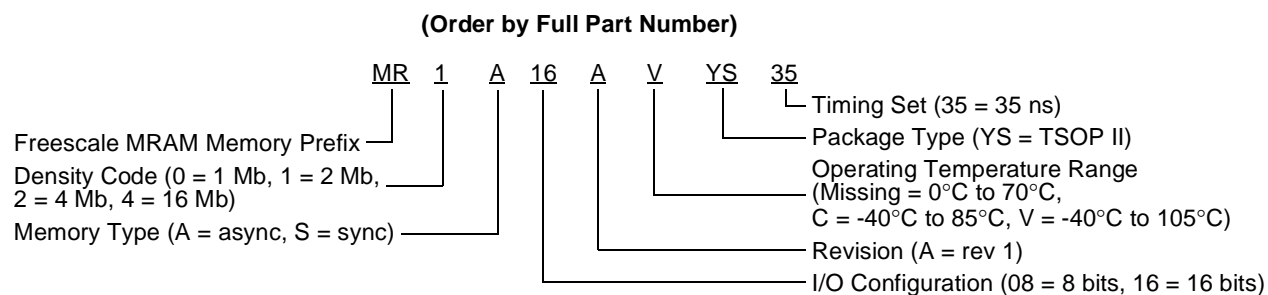 (Order by Full Part Number)
MR 1 A 16 A V YS 35
Timing Set (35 = 35 ns)
Freescale MRAM Memory Prefix
Package Type (YS = TSOP II)
Density Code (0 = 1 Mb, 1 = 2 Mb,
2 = 4 Mb, 4 = 16 Mb)
Operating Temperature Range
(Missing = 0°C to 70°C,
C = -40°C to 85°C, V = -40°C to 105°C)
Memory Type (A = async, S = sync)
Revision (A = rev 1)
I/O Configuration (08 = 8 bits, 16 = 16 bits)